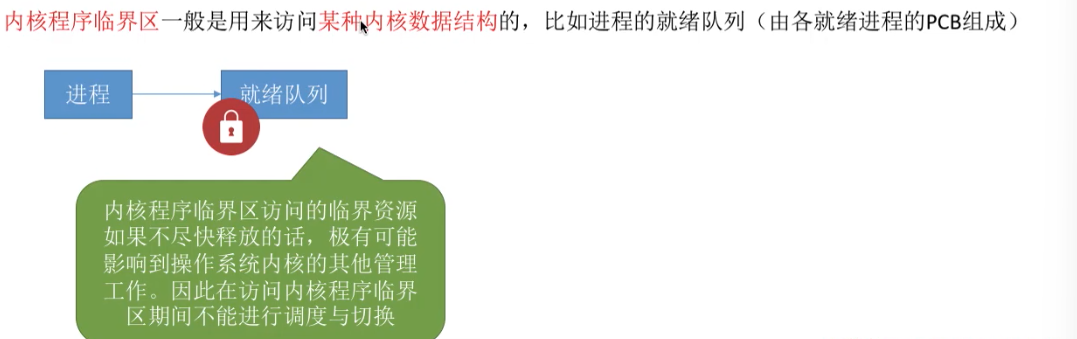 内核程序临界区一般是用来访问某种内核数据结构的，比如进程的就绪队列（由各就绪进程的PCB组成）
进程
就绪队列
内核程序临界区访问的临界资源
如果不尽快释放的话，极有可能
影响到操作系统内核的其他管理
工作。因此在访问内核程序临界
区期间不能进行调度与切换